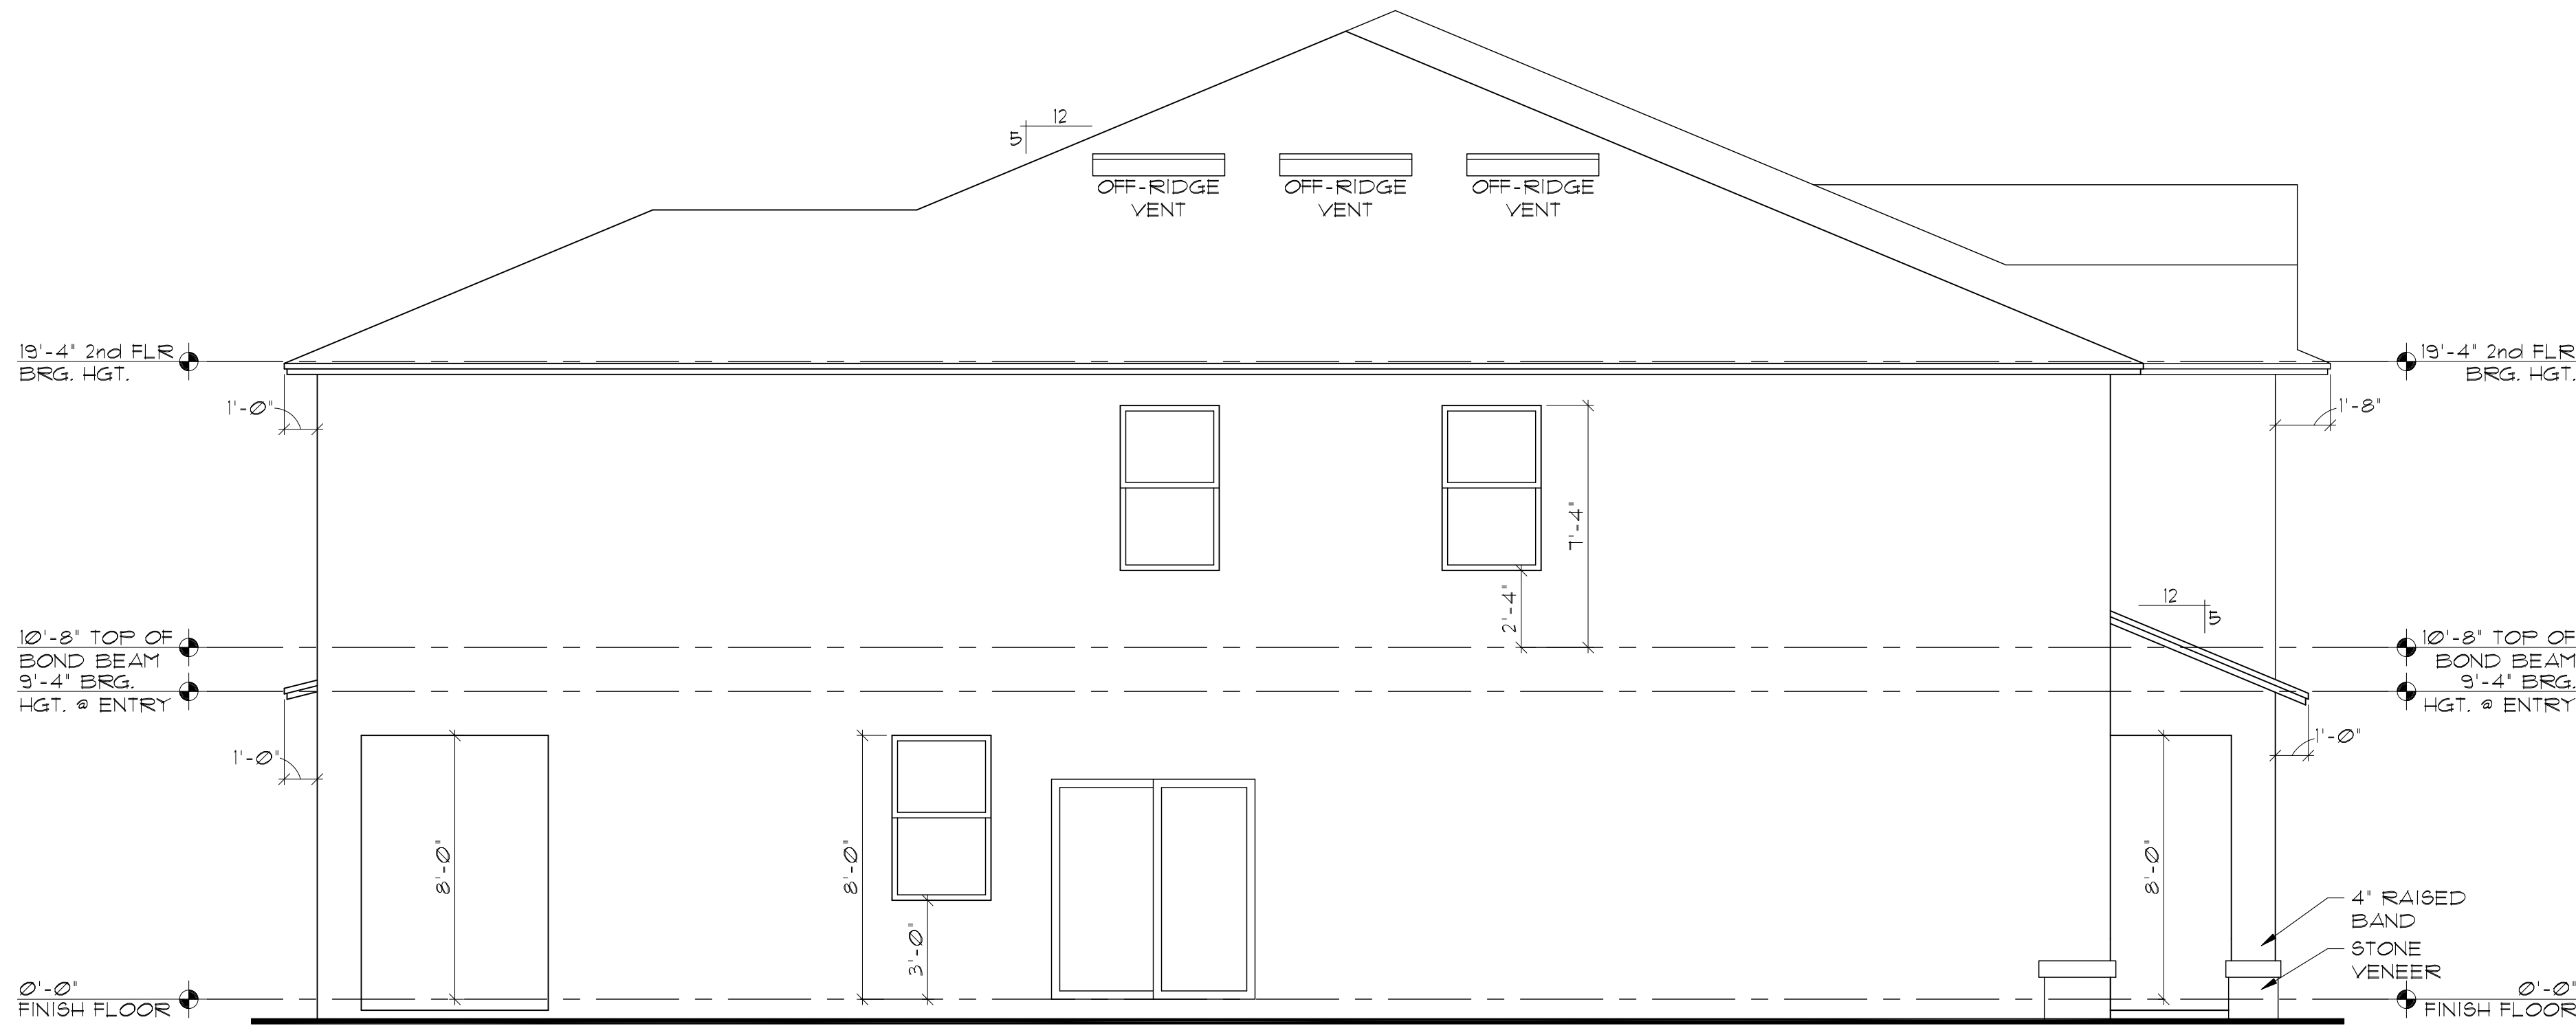 12
5
OFF-RIDGE
VENT
OFF-RIDGE
VENT
OFF-RIDGE
VENT
19'-4" 2nd FLR
BRG. HGT.
19'-4" 2nd FLR
BRG. HGT.
1'-0"
1'-8"
7'-4"
2'-4"
12
5
10'-8" TOP OF
BOND BEAM
9'-4" BRG.
HGT. @ ENTRY
10'-8" TOP OF
BOND BEAM
9'-4" BRG.
HGT. @ ENTRY
1'-0"
1'-0"
8'-0"
8'-0"
3'-0"
8'-0"
4" RAISED
BAND
STONE
VENEER
0'-0"
FINISH FLOOR
0'-0"
FINISH FLOOR